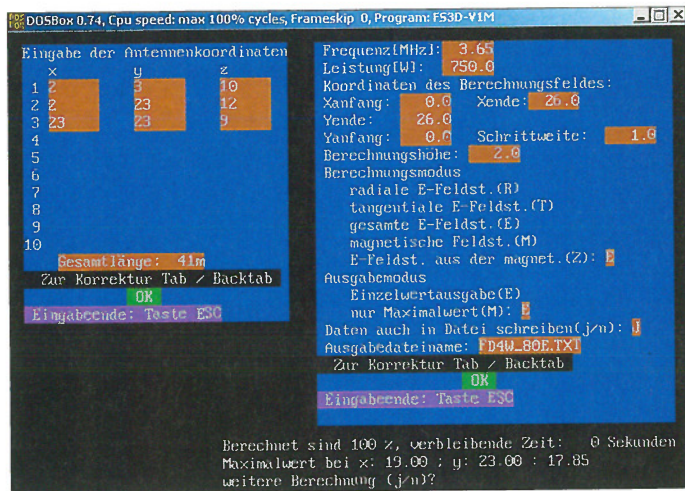 DOSBox 0.74, Cpu speed: max 100% cycles, Frameskip 0, Program: FS3D-V1M
Eingabe der Antennenkoordinaten
x y z
1 2 3 10
2 2 23 12
3 23 23 9
4
5
6
7
8
9
10
Gesamtlänge: 41m
Zur Korrektur Tab / Backtab
OK
Eingabeende: Taste ESC
Frequenz[MHz]: 3.65
Leistung[W]: 750.0
Koordinaten des Berechnungsfeldes:
Xanfang: 0.0 Xende: 26.0
Yende: 26.0
Yanfang: 0.0 Schrittweite: 1.0
Berechnungshöhe: 2.0
Berechnungsmodus
radiale E-Feldst.(R)
tangentiale E-Feldst.(T)
gesamte E-Feldst.(E)
magnetische Feldst.(M)
E-Feldst. aus der magnet.(Z): E
Ausgabemodus
Einzelwertausgabe(E)
nur Maximalwert(M): E
Daten auch in Datei schreiben(j/n): J
Ausgabedateiname: FD4W_80E.TXT
Zur Korrektur Tab / Backtab
OK
Eingabeende: Taste ESC
Berechnet sind 100 %, verbleibende Zeit: 0 Sekunden
Maximalwert bei x: 19.00 ; y: 23.00 : 17.85
weitere Berechnung (j/n)?